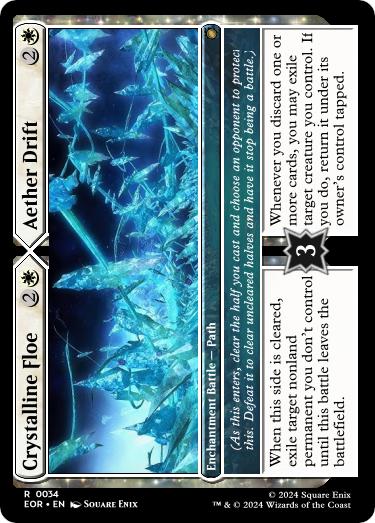 Crystalline Floe 2
Aether Drift 2
Enchantment Battle — Path
(As this enters, clear the half you cast and choose an opponent to protect
this. Defeat it to clear uncleared halves and have it stop being a battle.)
When this side is cleared,
exile target nonland
permanent you don't control
until this battle leaves the
battlefield.
Whenever you discard one or
more cards, you may exile
target creature you control. If
you do, return it under its
owner's control tapped.
3
R 0034
EOR • EN SQUARE ENIX
© 2024 Square Enix
™ & © 2024 Wizards of the Coast